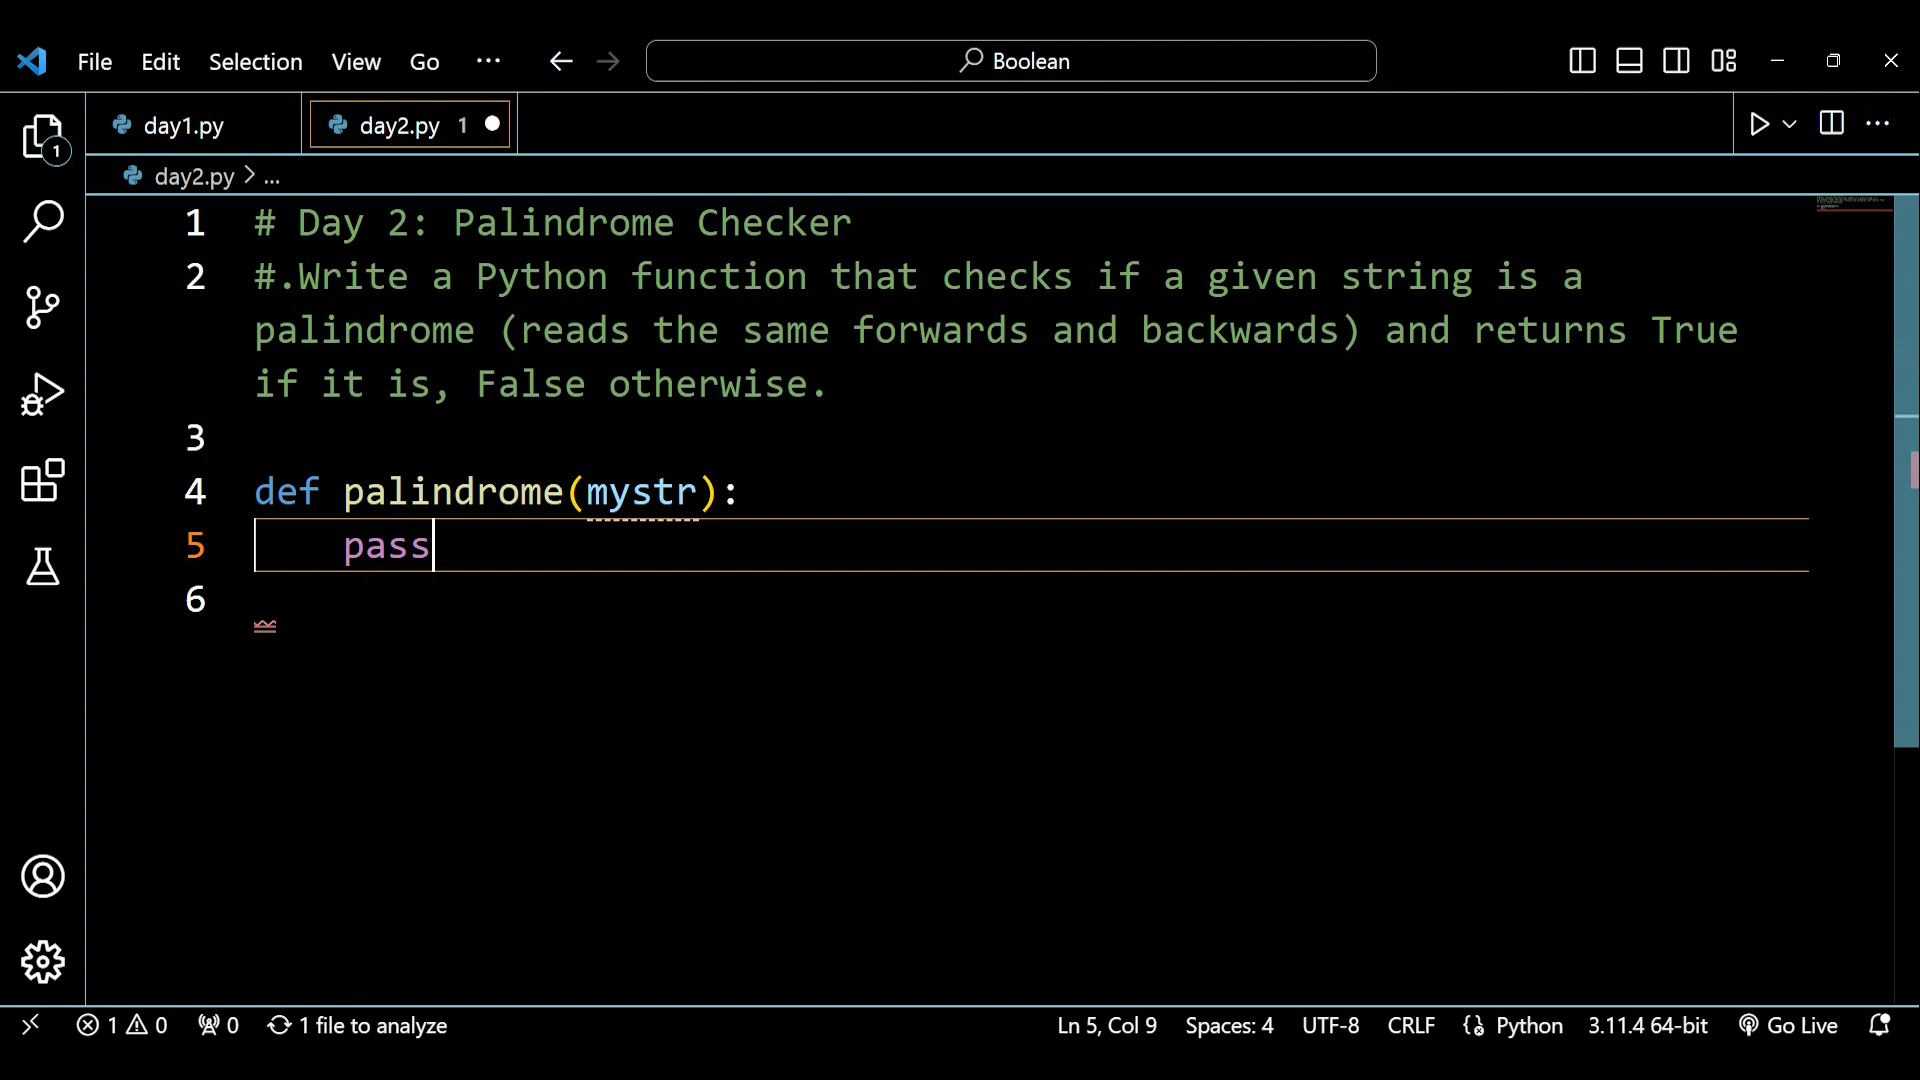 File Edit Selection View Go ··· Boolean
day1.py day2.py 1
1
day2.py > ...
1 # Day 2: Palindrome Checker
2 #.Write a Python function that checks if a given string is a
palindrome (reads the same forwards and backwards) and returns True
if it is, False otherwise.
3
4 def palindrome(mystr):
5 pass
6
1 0 0 1 file to analyze Ln 5, Col 9 Spaces: 4 UTF-8 CRLF Python 3.11.4 64-bit Go Live